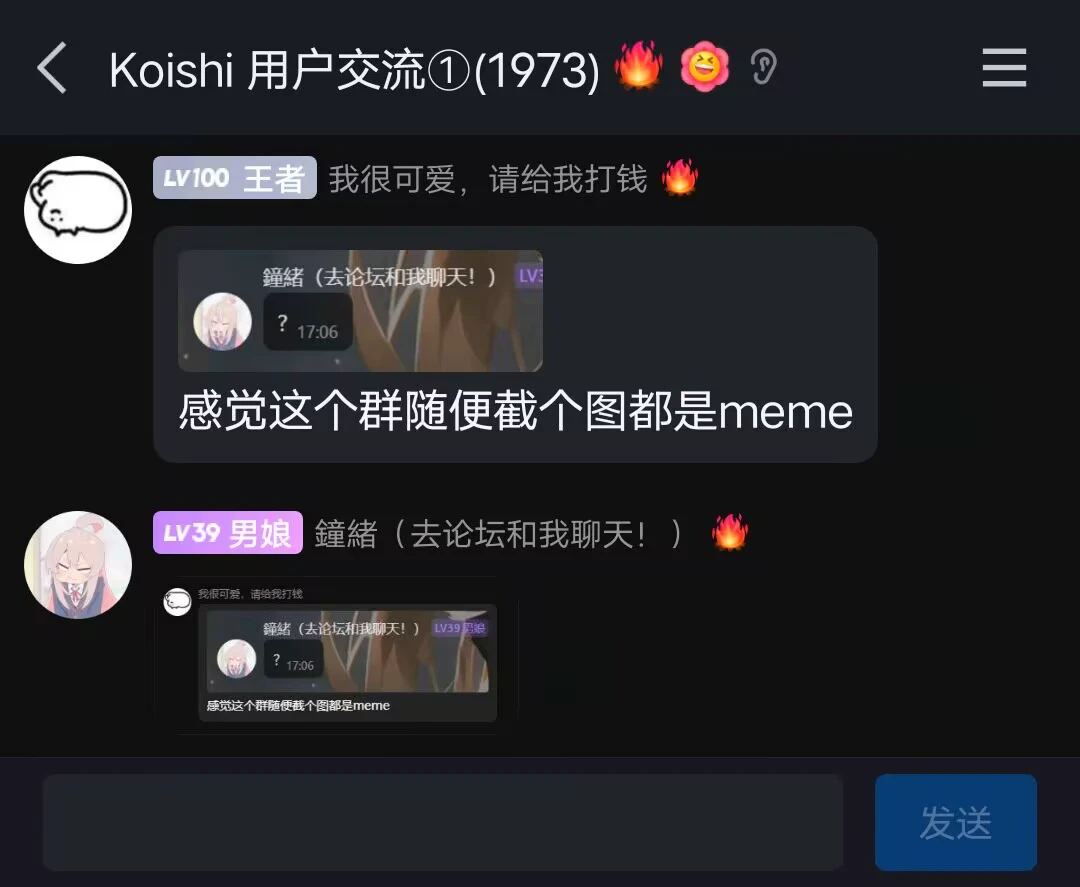 Koishi 用户交流①(1973)
LV100 王者 我很可爱，请给我打钱
鐘緒（去论坛和我聊天！） LV3
? 17:06
感觉这个群随便截个图都是meme
LV39 男娘 鐘緒（去论坛和我聊天！）
我很可爱，请给我打钱
鐘緒（去论坛和我聊天！） LV39 男娘
? 17:06
感觉这个群随便截个图都是meme
发送